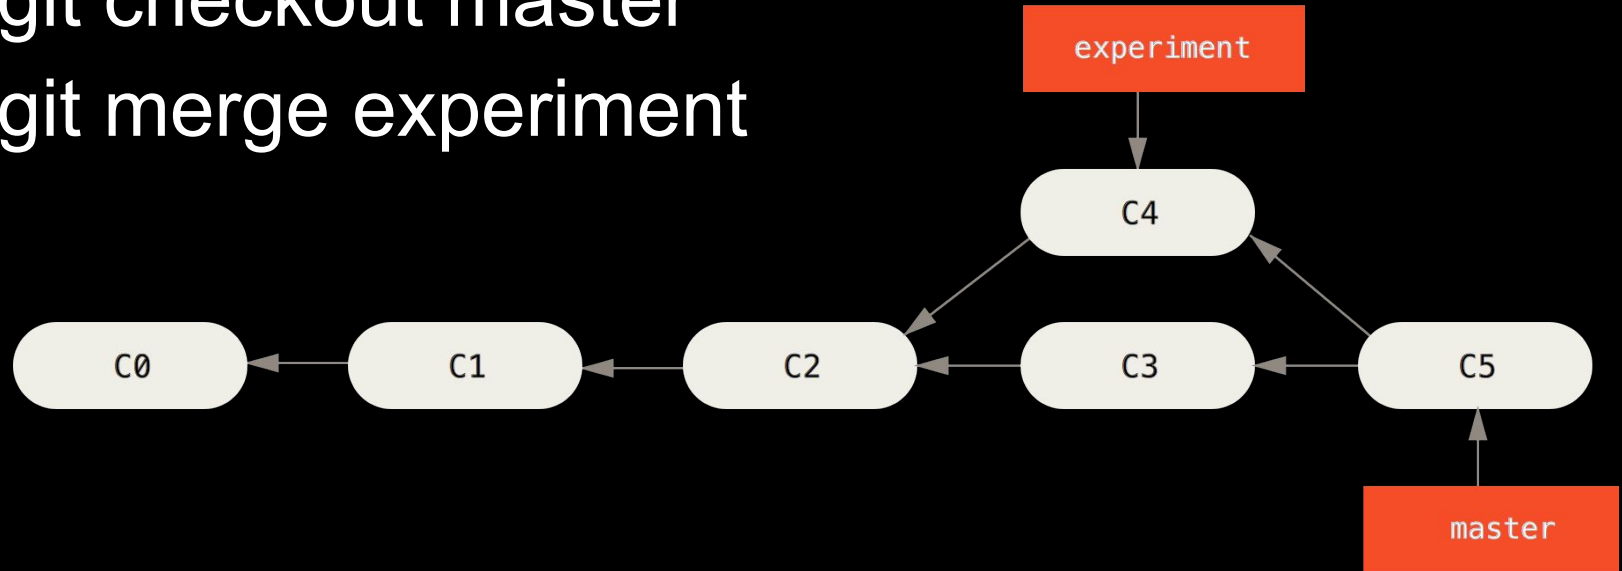 git checkout master
git merge experiment
experiment
C4
C0 C1 C2 C3 C5
master